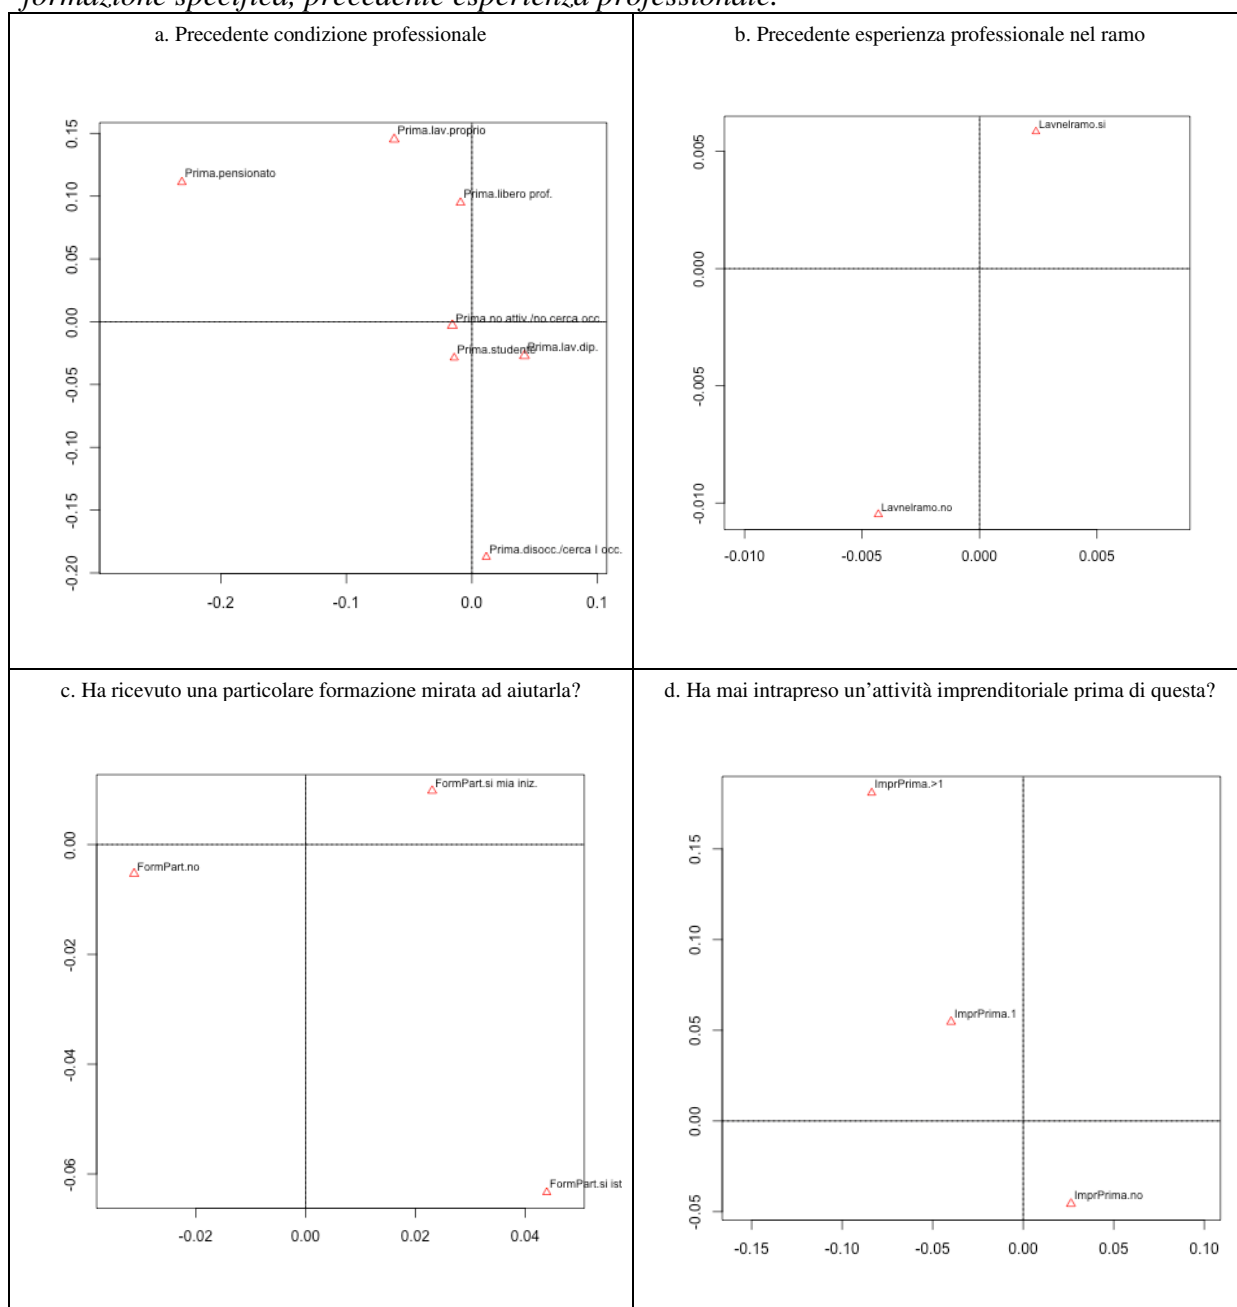 formazione specifica, precedente esperienza professionale.
a. Precedente condizione professionale
b. Precedente esperienza professionale nel ramo
0.15
0.10
0.05
0.00
-0.05
-0.10
-0.15
-0.20
Prima.lav.proprio
Prima.pensionato
Prima.libero prof.
Prima.no attiv./no cerca occ.
Prima.studente
Prima.lav.dip.
Prima.disocc./cerca I occ.
-0.2
-0.1
0.0
0.1
0.005
0.000
-0.005
-0.010
Lavnelramo.si
Lavnelramo.no
-0.010
-0.005
0.000
0.005
c. Ha ricevuto una particolare formazione mirata ad aiutarla?
d. Ha mai intrapreso un'attività imprenditoriale prima di questa?
0.00
-0.02
-0.04
-0.06
FormPart.si mia iniz.
FormPart.no
FormPart.si ist
-0.02
0.00
0.02
0.04
0.15
0.10
0.05
0.00
-0.05
ImprPrima.>1
ImprPrima.1
ImprPrima.no
-0.15
-0.10
-0.05
0.00
0.05
0.10